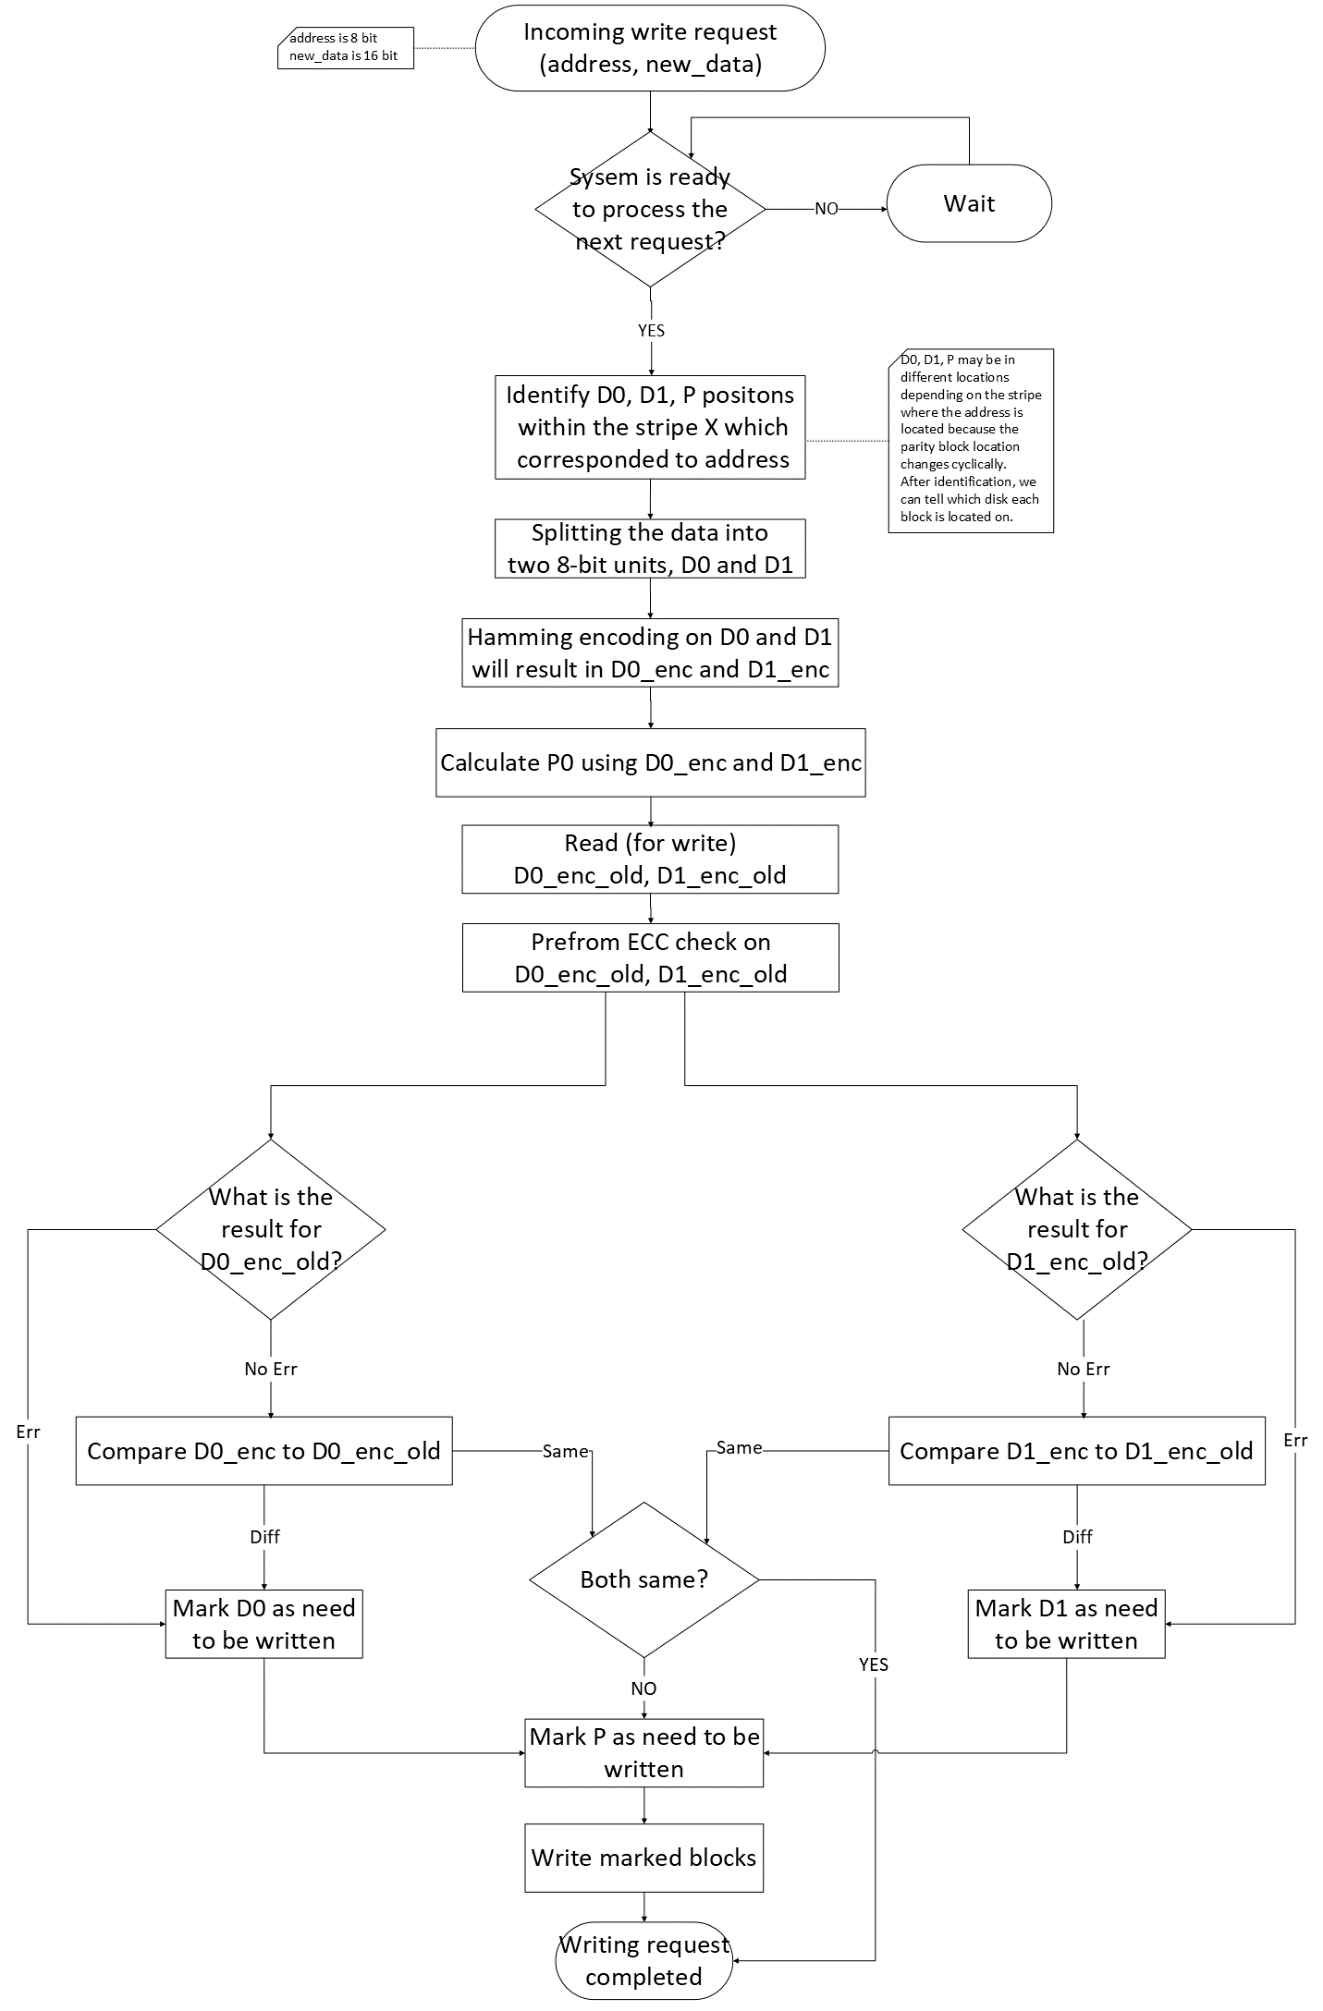 address is 8 bit
new_data is 16 bit
Incoming write request
(address, new_data)
Sysem is ready
to process the
next request?
NO
Wait
YES
Identify D0, D1, P positons
within the stripe X which
corresponded to address
D0, D1, P may be in
different locations
depending on the stripe
where the address is
located because the
parity block location
changes cyclically.
After identification, we
can tell which disk each
block is located on.
Splitting the data into
two 8-bit units, D0 and D1
Hamming encoding on D0 and D1
will result in D0_enc and D1_enc
Calculate P0 using D0_enc and D1_enc
Read (for write)
D0_enc_old, D1_enc_old
Prefrom ECC check on
D0_enc_old, D1_enc_old
What is the
result for
D0_enc_old?
What is the
result for
D1_enc_old?
No Err
No Err
Err
Err
Compare D0_enc to D0_enc_old
Same
Same
Compare D1_enc to D1_enc_old
Diff
Diff
Both same?
Mark D0 as need
to be written
Mark D1 as need
to be written
YES
NO
Mark P as need to be
written
Write marked blocks
Writing request
completed